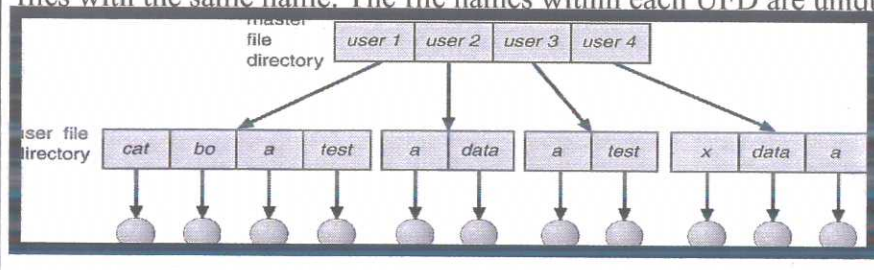 files with the same name. The file names within each UFD are
master
file
directory
user 1 user 2 user 3 user 4
user file
directory
cat bo a test a data a test x data a